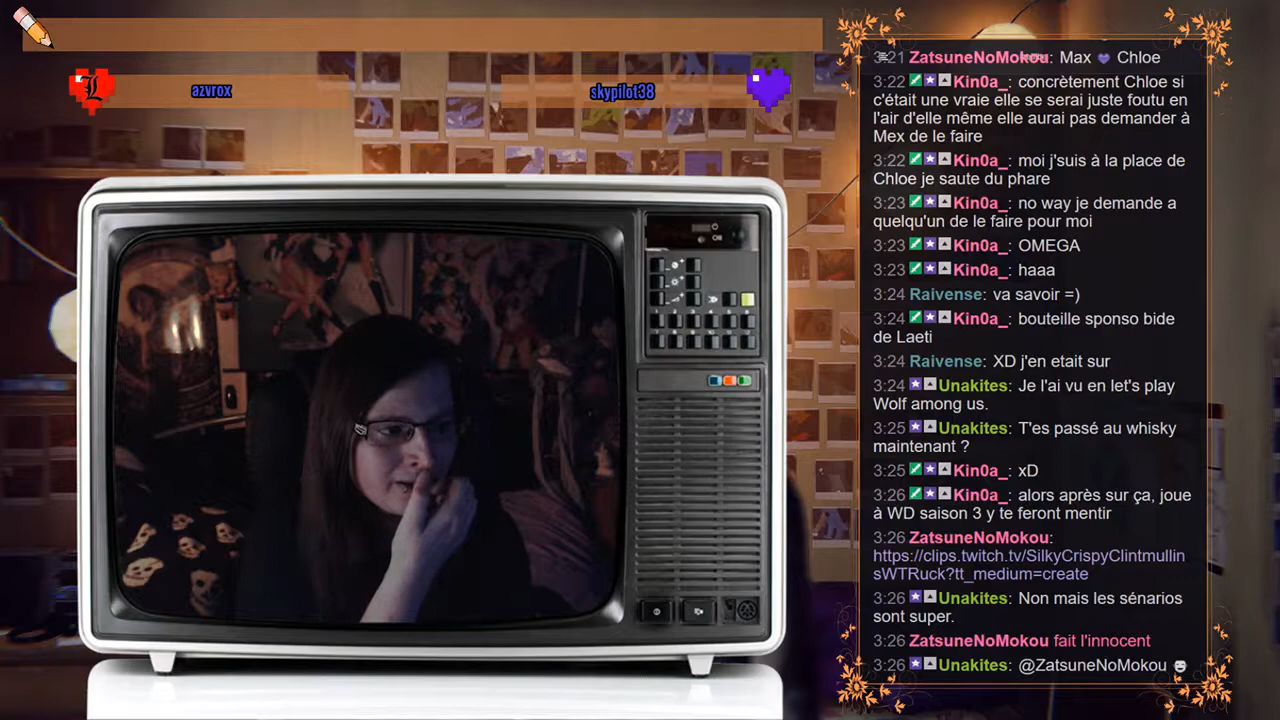 azvrox
skypilot38
3:21 ZatsuneNoMokou: Max Chloe
3:22 Kin0a_: concrètement Chloe si
c'était une vraie elle se serai juste foutu en
l'air d'elle même elle aurai pas demander à
Mex de le faire
3:22 Kin0a_: moi j'suis à la place de
Chloe je saute du phare
3:23 Kin0a_: no way je demande a
quelqu'un de le faire pour moi
3:23 Kin0a_: OMEGA
3:23 Kin0a_: haaa
3:24 Raivense: va savoir =)
3:24 Kin0a_: bouteille sponso bide
de Laeti
3:24 Raivense: XD j'en etait sur
3:24 Unakites: Je l'ai vu en let's play
Wolf among us.
3:25 Unakites: T'es passé au whisky
maintenant ?
3:25 Kin0a_: xD
3:26 Kin0a_: alors après sur ça, joue
à WD saison 3 y te feront mentir
3:26 ZatsuneNoMokou:
https://clips.twitch.tv/SilkyCrispyClintmullin
sWTRuck?tt_medium=create
3:26 Unakites: Non mais les sénarios
sont super.
3:26 ZatsuneNoMokou fait l'innocent
3:26 Unakites: @ZatsuneNoMokou